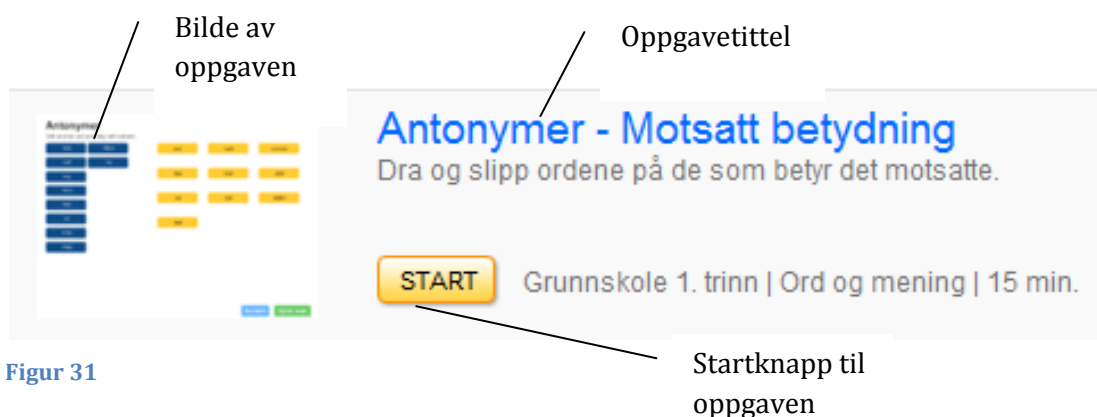 Bilde av
oppgaven
Oppgavetittel
Antonymer
Antonymer - Motsatt betydning
Dra og slipp ordene på de som betyr det motsatte.
START
Grunnskole 1. trinn | Ord og mening | 15 min.
Figur 31
Startknapp til
oppgaven